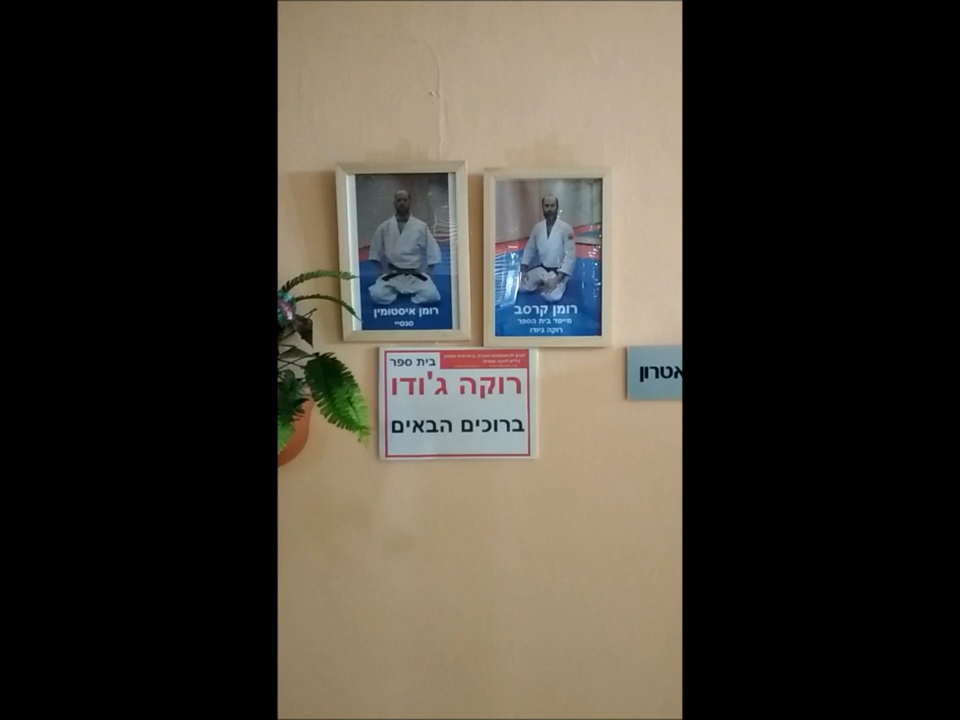 רומן איסטומין
סנסיי
רומן קרסב
מייסד בית הספר
רוקה ג'ודו
בית ספר
רוקה ג'ודו
ברוכים הבאים
אטרון